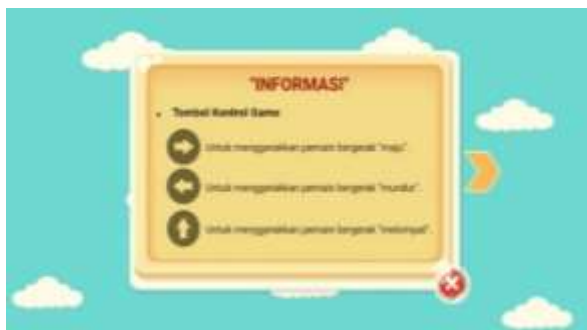 "INFORMASI"
• Tombol Kontrol Game
Untuk menggerakkan pemain bergerak "maju".
Untuk menggerakkan pemain bergerak "mundur".
Untuk menggerakkan pemain bergerak "melompat".